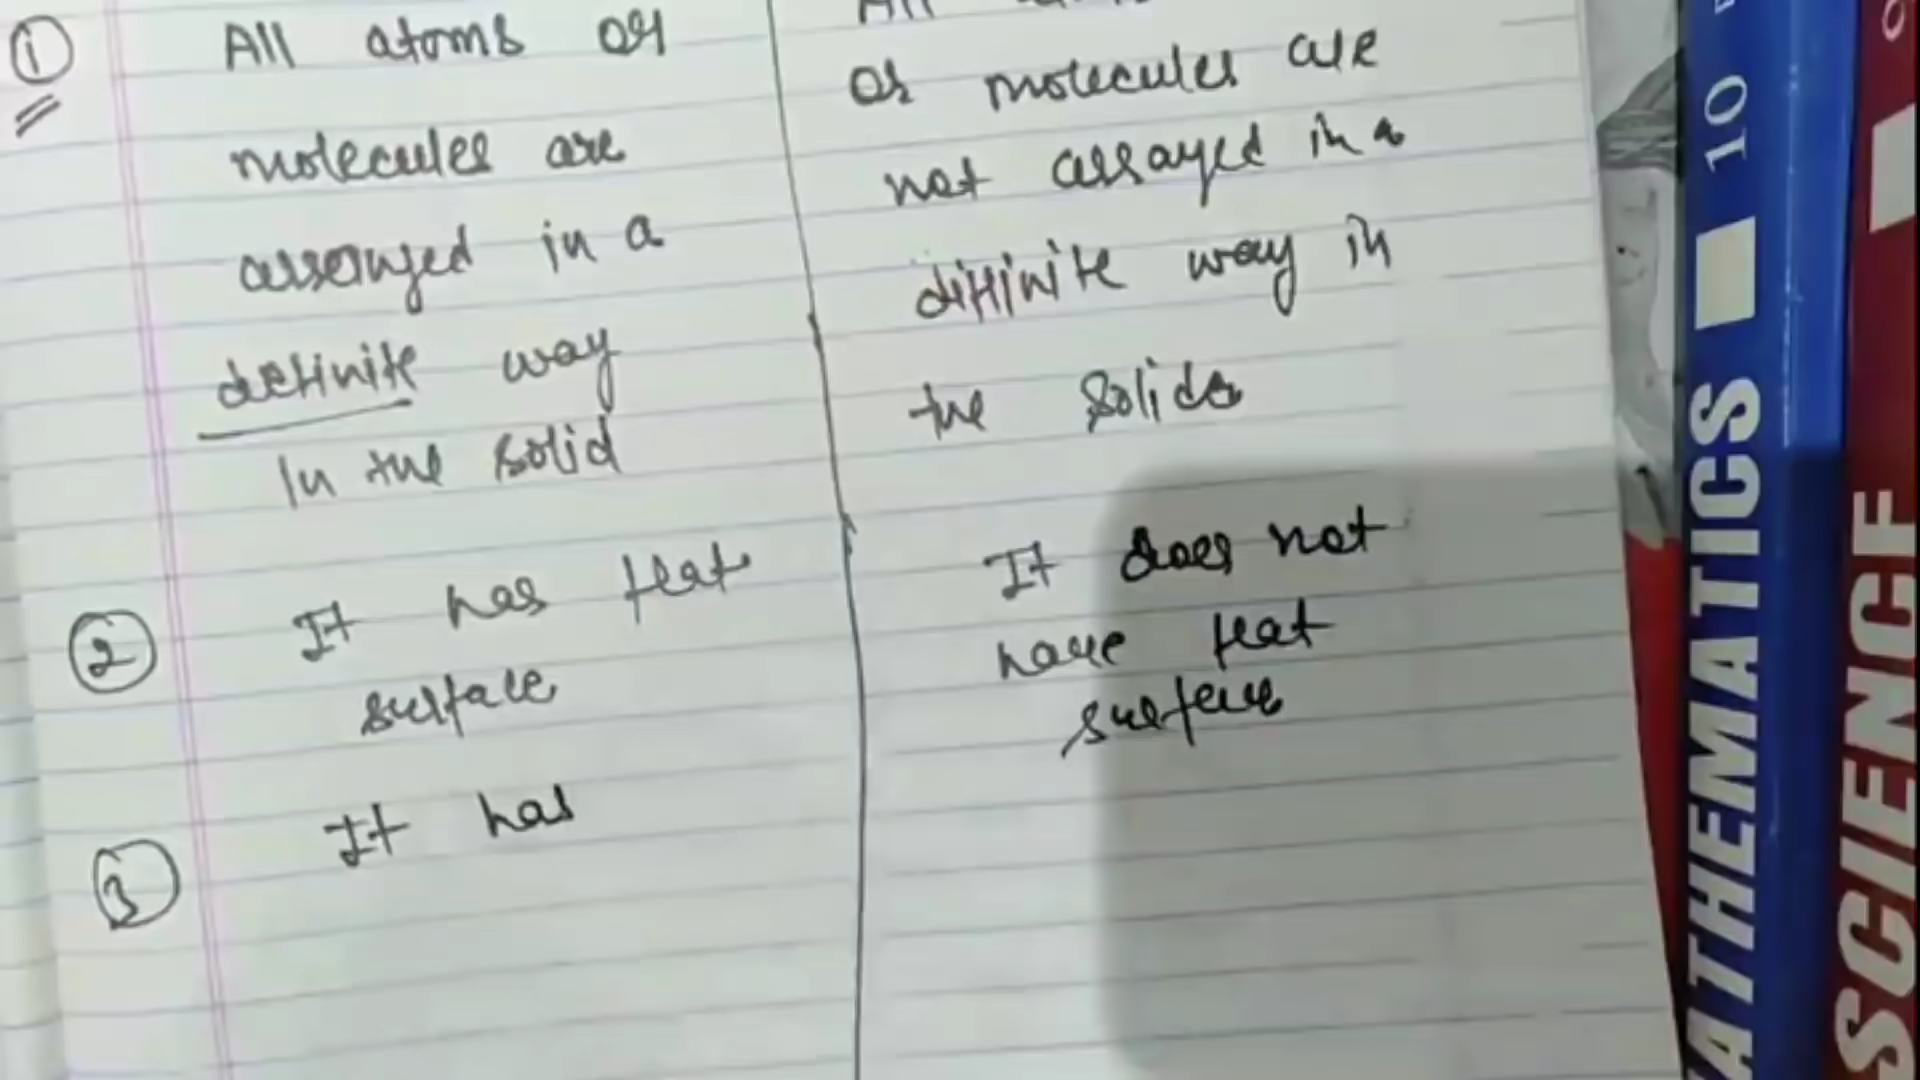 1
All atoms or
molecules are
arranged in a
definite way
in the solid
All
or molecules are
not arrayed in a
difinite way in
the solids
2
It has flat
surface
It does not
have flat
surface
3
It has
MATHEMATICS 10
SCIENCE